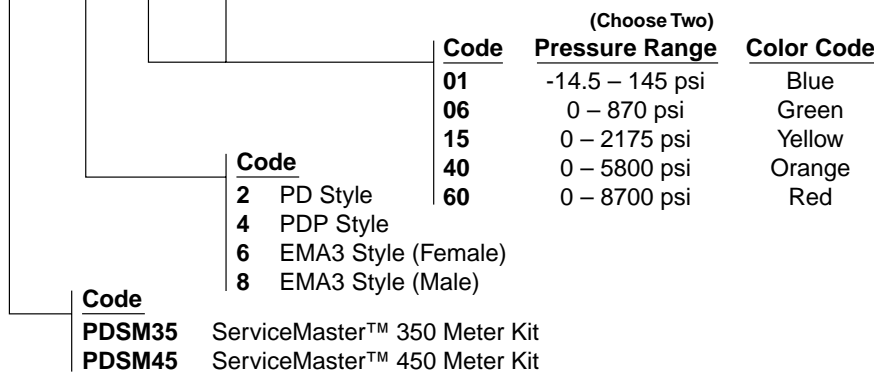 (Choose Two)
Code Pressure Range Color Code
01 -14.5 – 145 psi Blue
06 0 – 870 psi Green
15 0 – 2175 psi Yellow
40 0 – 5800 psi Orange
60 0 – 8700 psi Red
Code
2 PD Style
4 PDP Style
6 EMA3 Style (Female)
8 EMA3 Style (Male)
Code
PDSM35 ServiceMaster™ 350 Meter Kit
PDSM45 ServiceMaster™ 450 Meter Kit